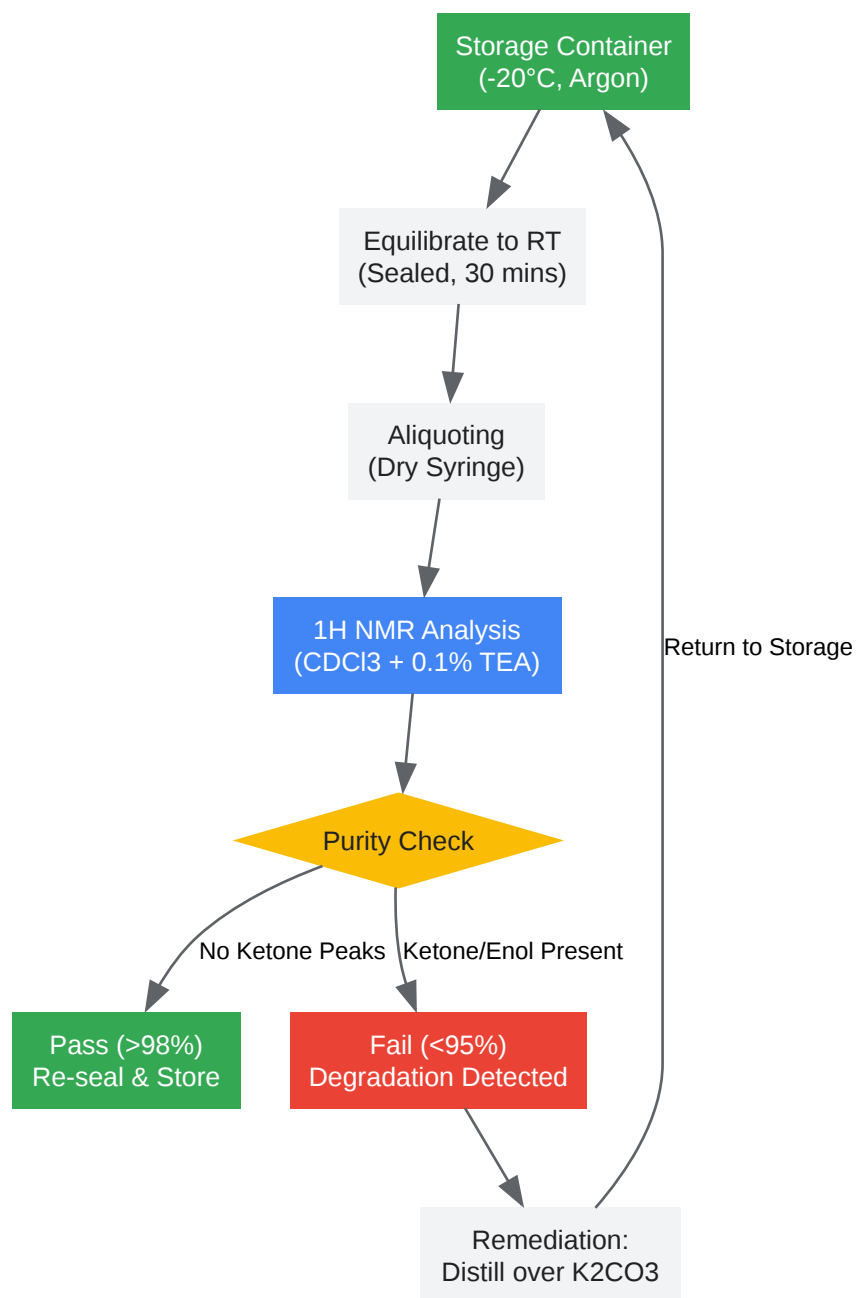 Storage Container
(-20°C, Argon)
Equilibrate to RT
(Sealed, 30 mins)
Aliquoting
(Dry Syringe)
1H NMR Analysis
(CDCl3 + 0.1% TEA)
Return to Storage
Purity Check
No Ketone Peaks
Ketone/Enol Present
Pass (>98%)
Re-seal & Store
Fail (<95%)
Degradation Detected
Remediation:
Distill over K2CO3